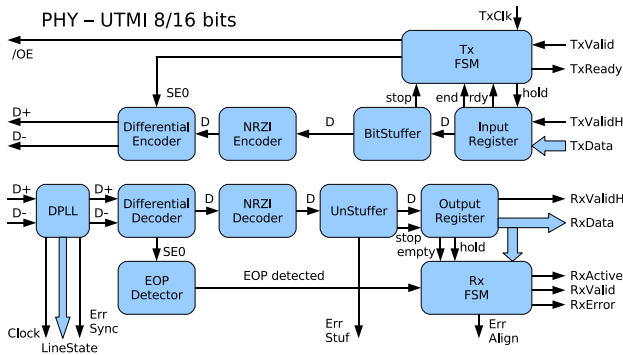 PHY – UTMI 8/16 bits
TxClk
/OE
Tx
FSM
TxValid
TxReady
SE0
stop
end
rdy
hold
D+
D-
Differential
Encoder
D
NRZI
Encoder
D
BitStuffer
D
Input
Register
TxValidH
TxData
D+
D-
DPLL
D+
D-
Differential
Decoder
D
NRZI
Decoder
D
UnStuffer
D
Output
Register
RxValidH
RxData
SE0
stop
empty
hold
EOP
Detector
EOP detected
Rx
FSM
RxActive
RxValid
RxError
Clock
Err
Sync
LineState
Err
Stuf
Err
Align